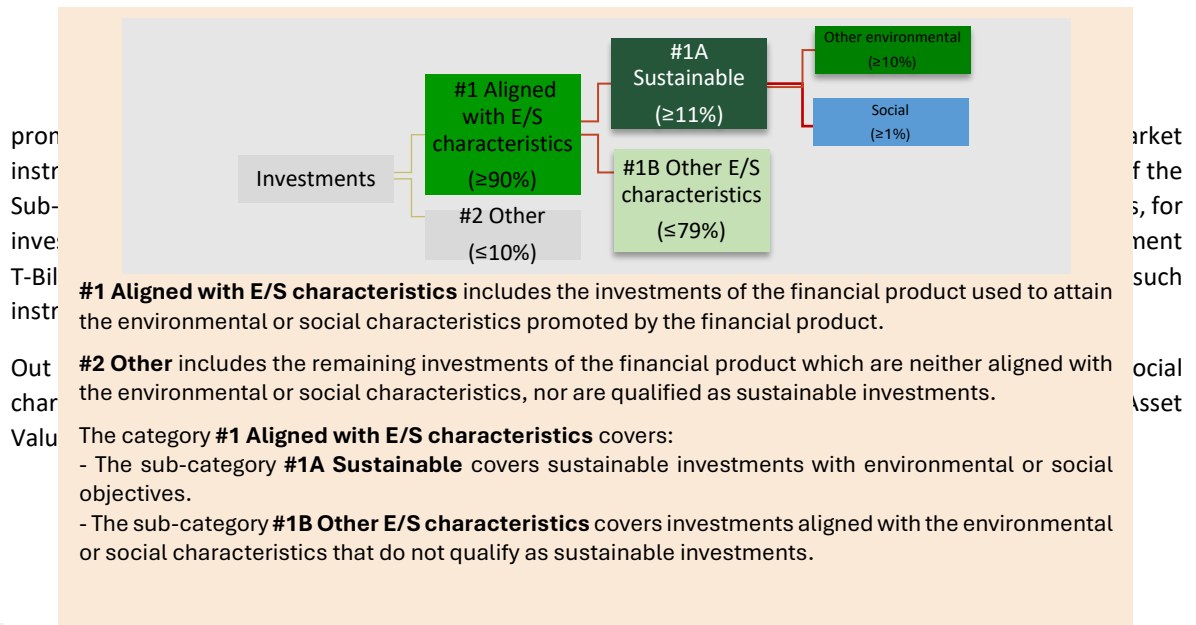 #1A
Sustainable
(≥11%)
Other environmental
(≥10%)
Social
(≥1%)
#1 Aligned
with E/S
characteristics
(≥90%)
Investments
#1B Other E/S
characteristics
(≤79%)
#2 Other
(≤10%)
#1 Aligned with E/S characteristics includes the investments of the financial product used to attain
the environmental or social characteristics promoted by the financial product.
#2 Other includes the remaining investments of the financial product which are neither aligned with
the environmental or social characteristics, nor are qualified as sustainable investments.
The category #1 Aligned with E/S characteristics covers:
- The sub-category #1A Sustainable covers sustainable investments with environmental or social
objectives.
- The sub-category #1B Other E/S characteristics covers investments aligned with the environmental
or social characteristics that do not qualify as sustainable investments.
Out
f the
s, for
such